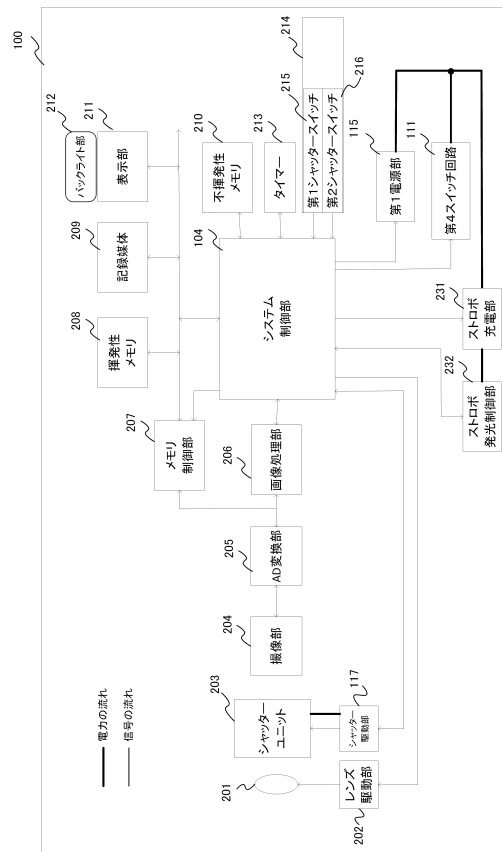 100
電力の流れ
信号の流れ
201
レンズ
駆動部
202
203
シャッター
ユニット
シャッター
駆動部
117
204
撮像部
205
AD変換部
206
画像処理部
207
メモリ
制御部
208
揮発性
メモリ
209
記録媒体
212
バックライト部
211
表示部
104
システム
制御部
210
不揮発性
メモリ
213
タイマー
214
215
第1シャッタースイッチ
第2シャッタースイッチ
216
115
第1電源部
111
第4スイッチ回路
231
ストロボ
充電部
232
ストロボ
発光制御部